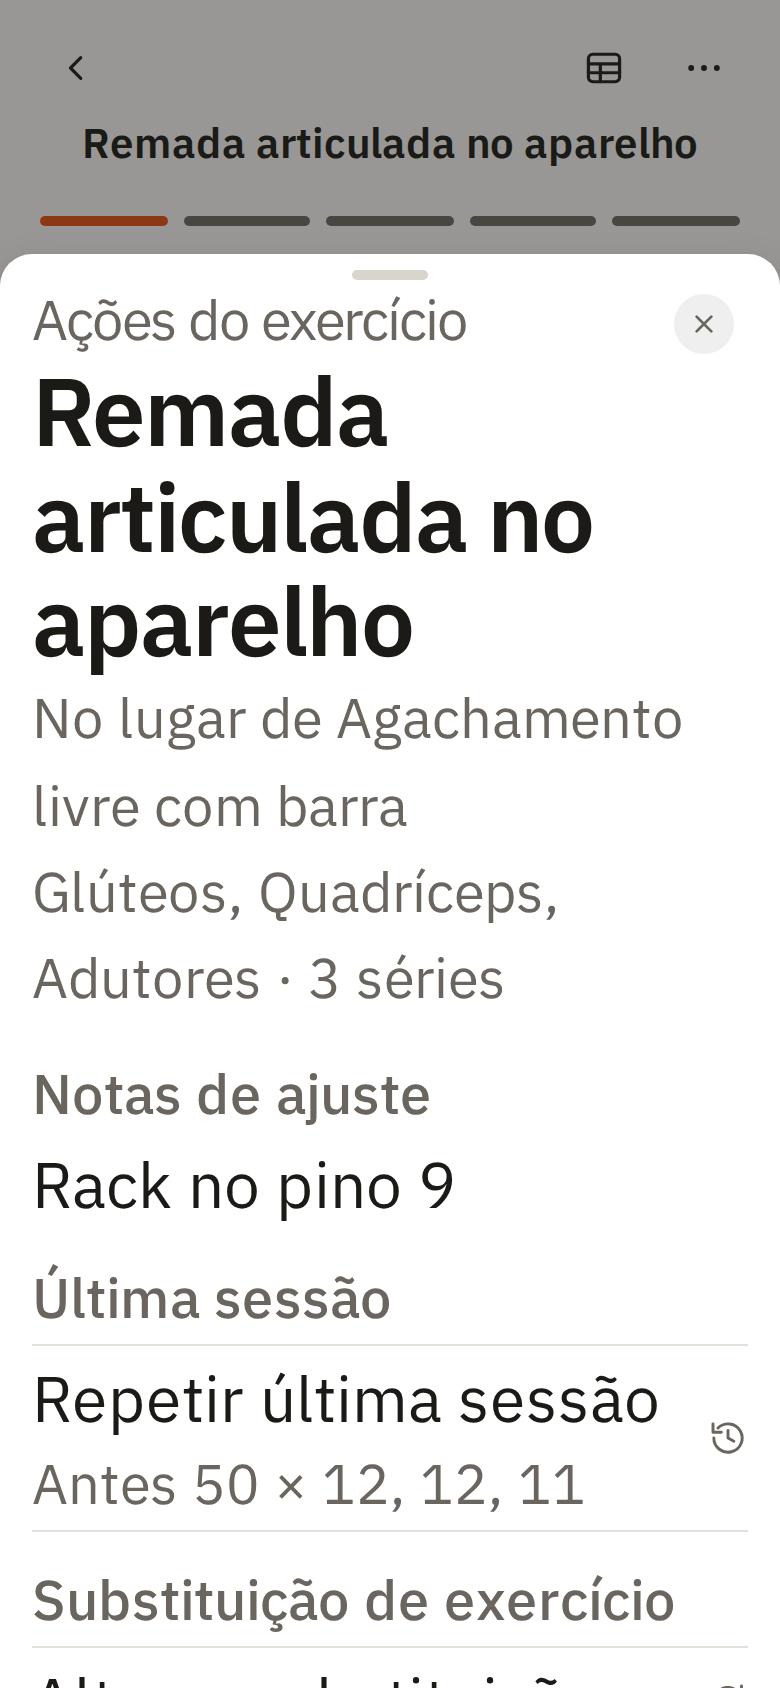 Remada articulada no aparelho
Ações do exercício
Remada
articulada no
aparelho
No lugar de Agachamento
livre com barra
Glúteos, Quadríceps,
Adutores · 3 séries
Notas de ajuste
Rack no pino 9
Última sessão
Repetir última sessão
Antes 50 × 12, 12, 11
Substituição de exercício